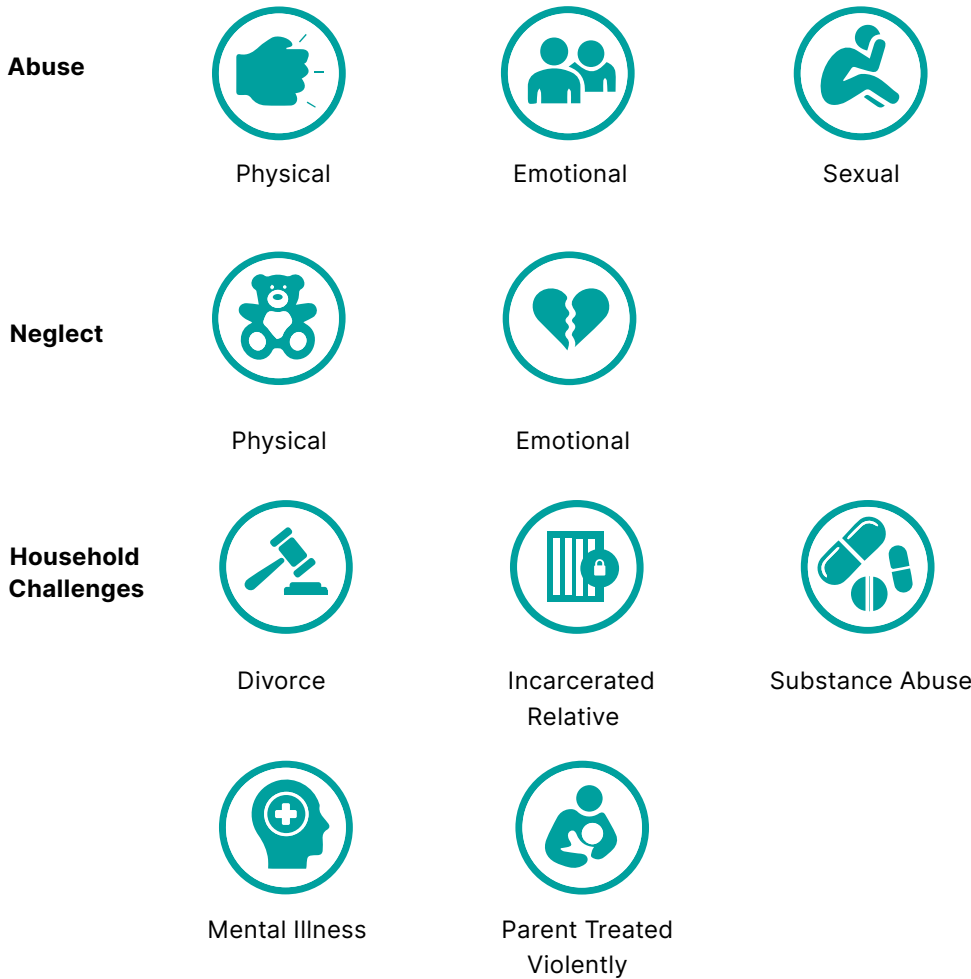 Abuse
Physical
Emotional
Sexual
Neglect
Physical
Emotional
Household
Challenges
Divorce
Incarcerated
Relative
Substance Abuse
Mental Illness
Parent Treated
Violently